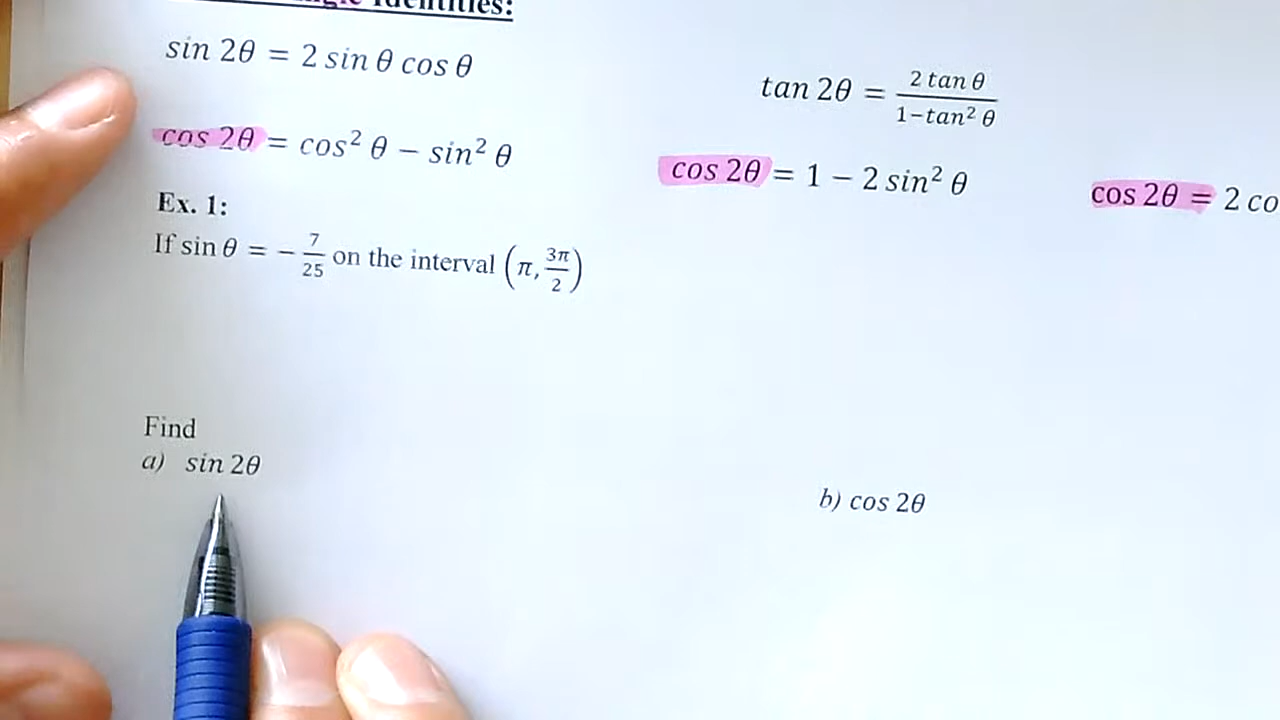 Identities:
sin 2θ = 2 sin θ cos θ
tan 2θ = 2 tan θ / 1−tan² θ
cos 2θ = cos² θ − sin² θ
cos 2θ = 1 − 2 sin² θ
cos 2θ = 2 co
Ex. 1:
If sin θ = − 7/25 on the interval (π, 3π/2)
Find
a) sin 2θ
b) cos 2θ